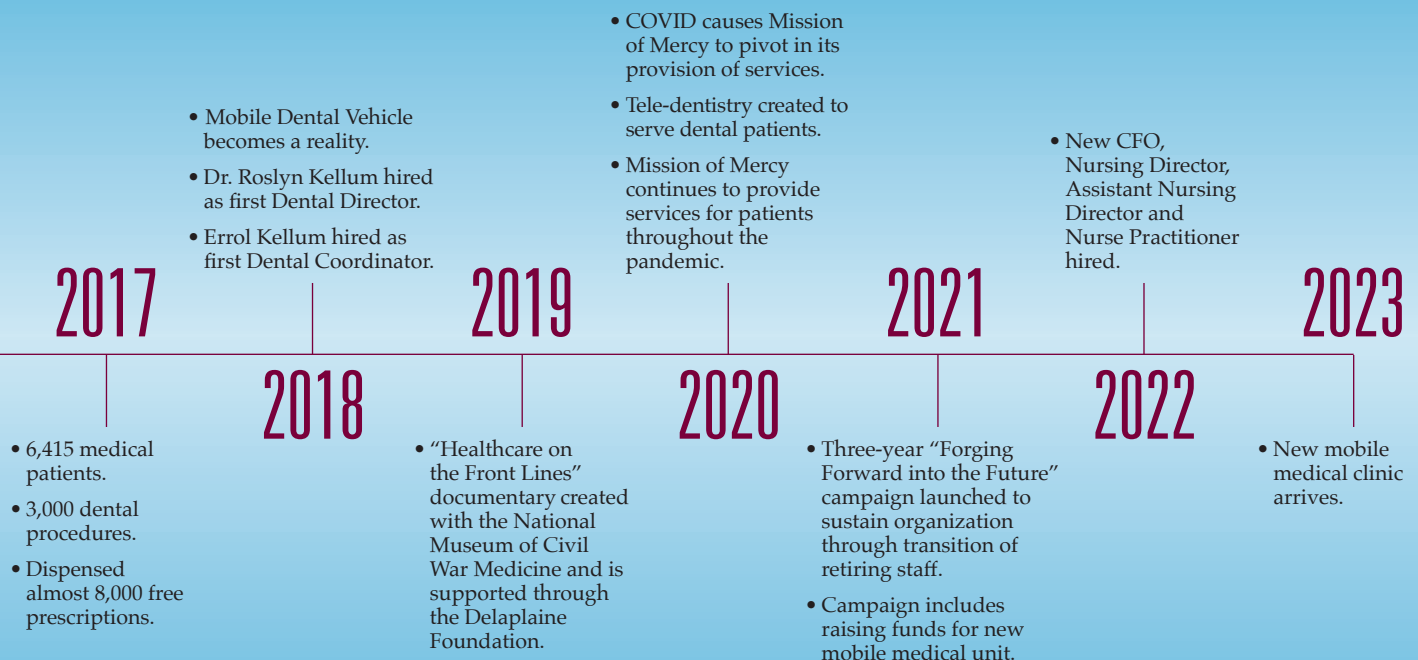 2017
• 6,415 medical
patients.
• 3,000 dental
procedures.
• Dispensed
almost 8,000 free
prescriptions.
• Mobile Dental Vehicle
becomes a reality.
• Dr. Roslyn Kellum hired
as first Dental Director.
• Errol Kellum hired as
first Dental Coordinator.
2018
2019
• “Healthcare on
the Front Lines”
documentary created
with the National
Museum of Civil
War Medicine and is
supported through
the Delaplaine
Foundation.
• COVID causes Mission
of Mercy to pivot in its
provision of services.
• Tele-dentistry created to
serve dental patients.
• Mission of Mercy
continues to provide
services for patients
throughout the
pandemic.
2020
2021
• Three-year “Forging
Forward into the Future”
campaign launched to
sustain organization
through transition of
retiring staff.
• Campaign includes
raising funds for new
mobile medical unit.
• New CFO,
Nursing Director,
Assistant Nursing
Director and
Nurse Practitioner
hired.
2022
2023
• New mobile
medical clinic
arrives.